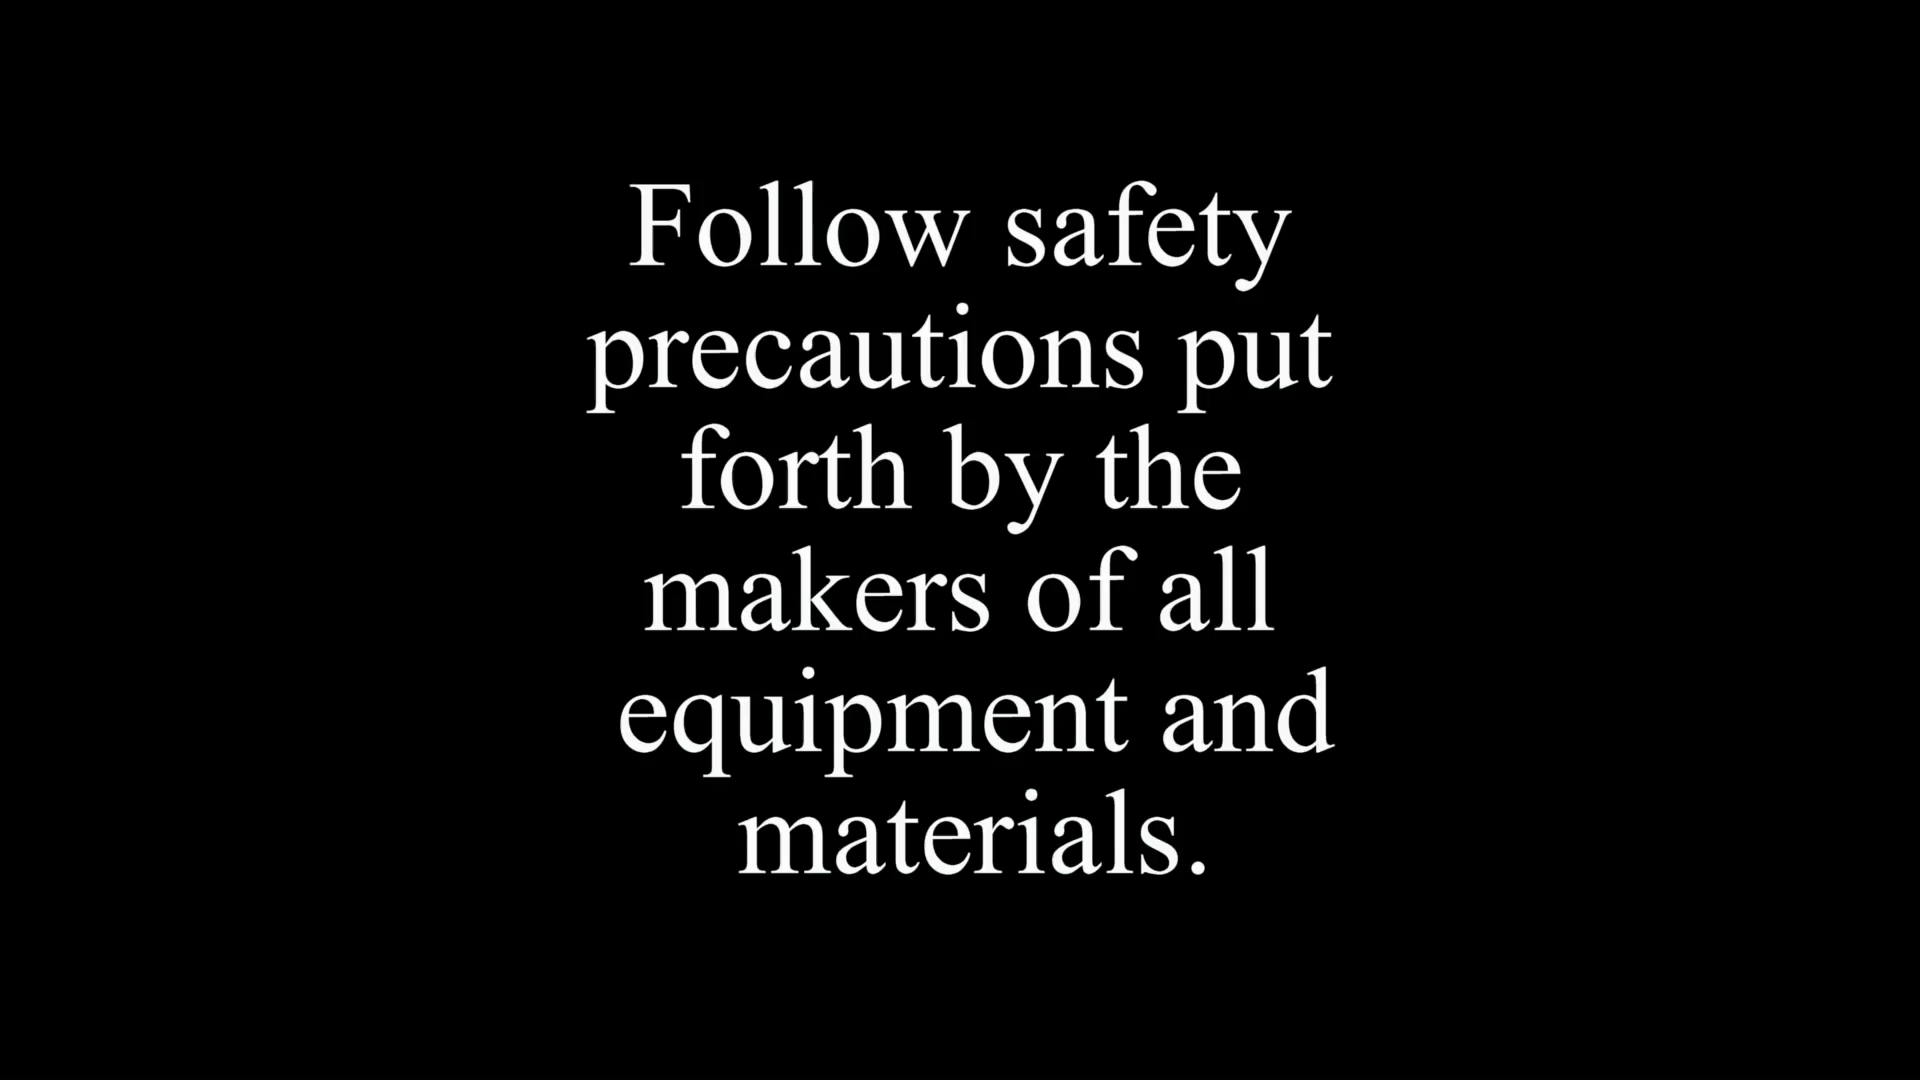 Follow safety
precautions put
forth by the
makers of all
equipment and
materials.